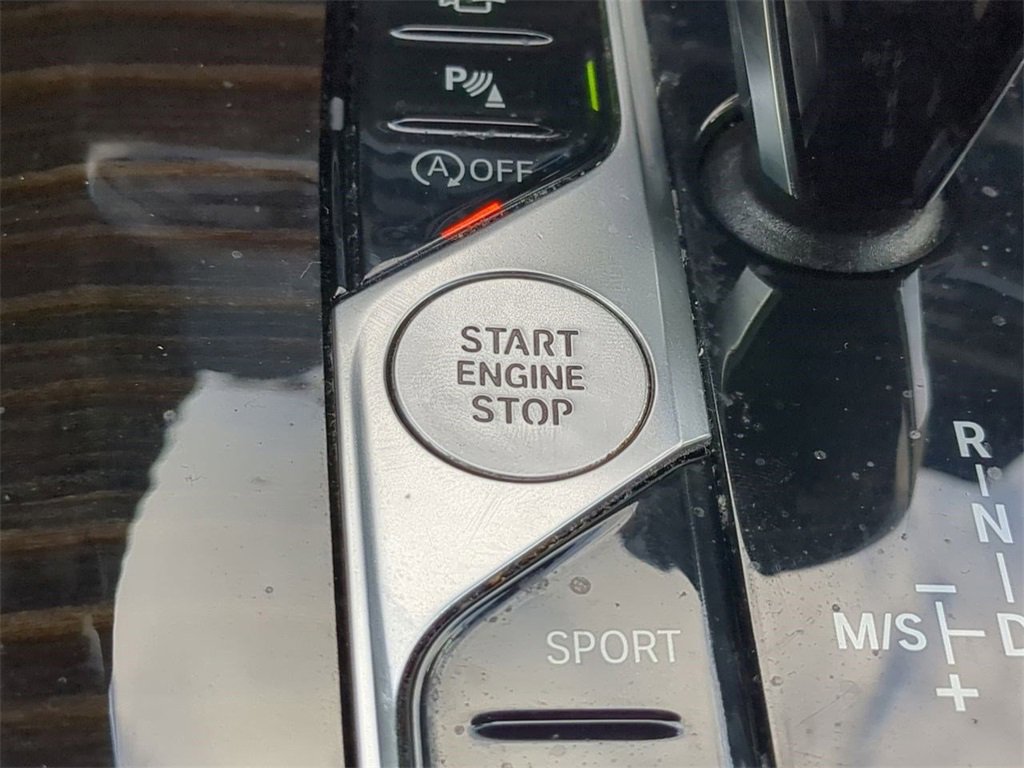 P
A OFF
START
ENGINE
STOP
R
N
M/S D
+
SPORT